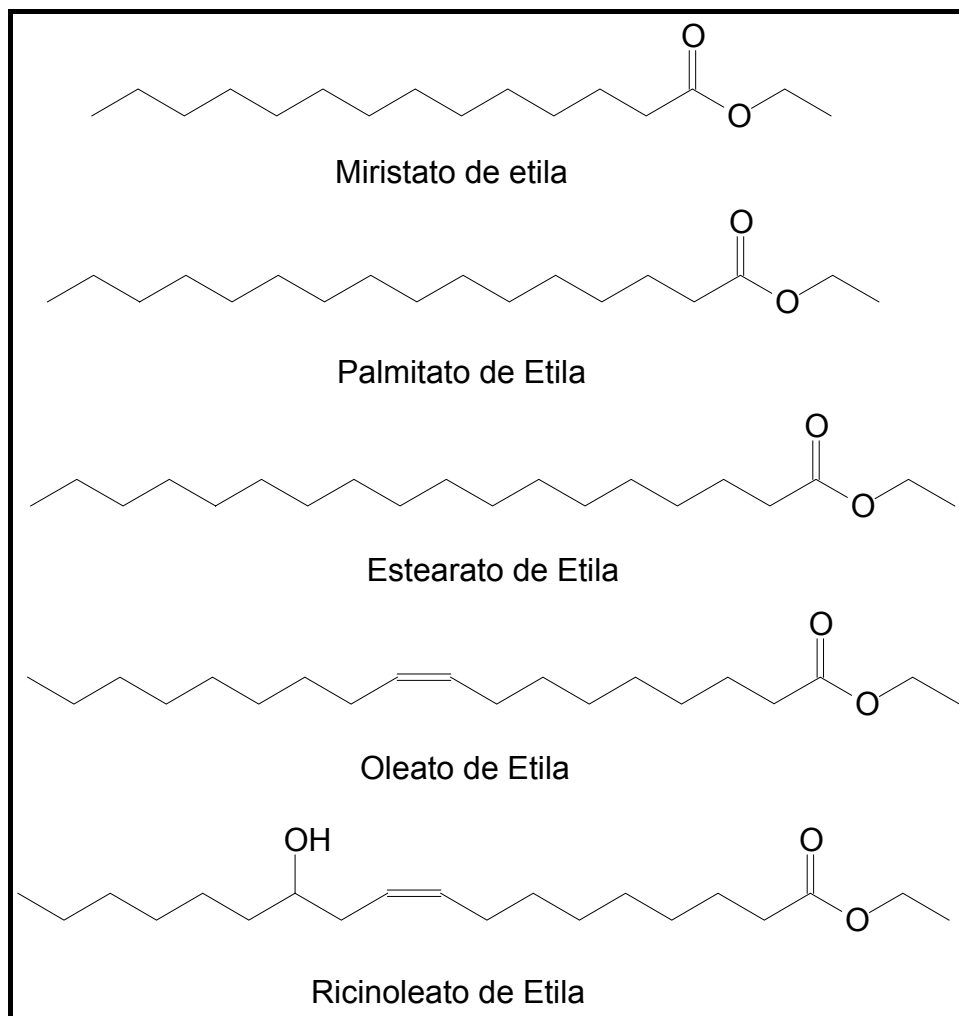 O
O
Miristato de etila
O
O
Palmitato de Etila
O
O
Estearato de Etila
O
O
Oleato de Etila
OH
O
O
Ricinoleato de Etila